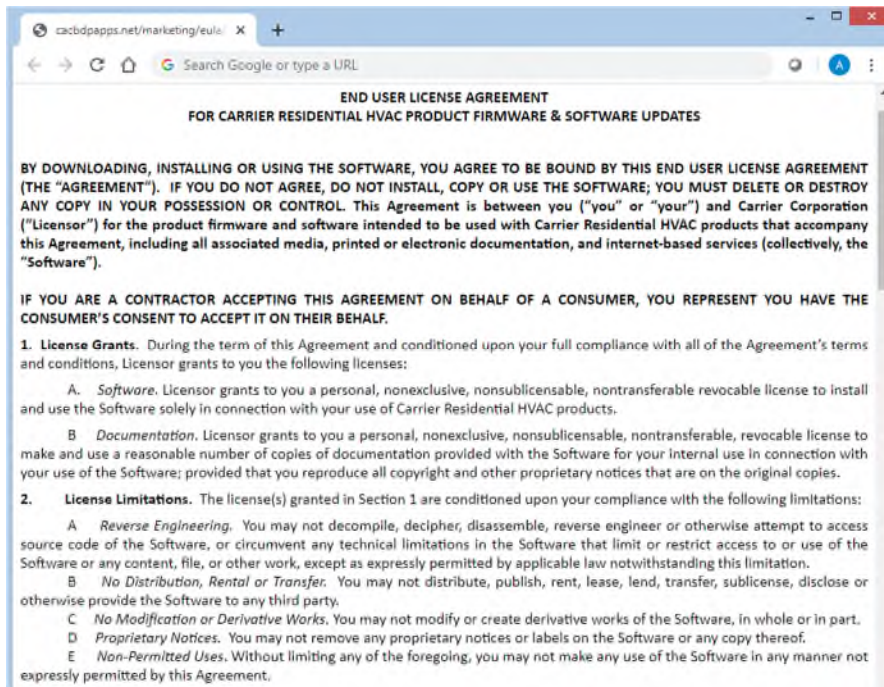 cacbdpapps.net/marketing/eula
Search Google or type a URL
A
END USER LICENSE AGREEMENT
FOR CARRIER RESIDENTIAL HVAC PRODUCT FIRMWARE & SOFTWARE UPDATES
BY DOWNLOADING, INSTALLING OR USING THE SOFTWARE, YOU AGREE TO BE BOUND BY THIS END USER LICENSE AGREEMENT
(THE “AGREEMENT”). IF YOU DO NOT AGREE, DO NOT INSTALL, COPY OR USE THE SOFTWARE; YOU MUST DELETE OR DESTROY
ANY COPY IN YOUR POSSESSION OR CONTROL. This Agreement is between you (“you” or “your”) and Carrier Corporation
(“Licensor”) for the product firmware and software intended to be used with Carrier Residential HVAC products that accompany
this Agreement, including all associated media, printed or electronic documentation, and internet-based services (collectively, the
“Software”).
IF YOU ARE A CONTRACTOR ACCEPTING THIS AGREEMENT ON BEHALF OF A CONSUMER, YOU REPRESENT YOU HAVE THE
CONSUMER’S CONSENT TO ACCEPT IT ON THEIR BEHALF.
1. License Grants. During the term of this Agreement and conditioned upon your full compliance with all of the Agreement’s terms
and conditions, Licensor grants to you the following licenses:
A. Software. Licensor grants to you a personal, nonexclusive, nonsublicensable, nontransferable revocable license to install
and use the Software solely in connection with your use of Carrier Residential HVAC products.
B Documentation. Licensor grants to you a personal, nonexclusive, nonsublicensable, nontransferable, revocable license to
make and use a reasonable number of copies of documentation provided with the Software for your internal use in connection with
your use of the Software; provided that you reproduce all copyright and other proprietary notices that are on the original copies.
2. License Limitations. The license(s) granted in Section 1 are conditioned upon your compliance with the following limitations:
A Reverse Engineering. You may not decompile, decipher, disassemble, reverse engineer or otherwise attempt to access
source code of the Software, or circumvent any technical limitations in the Software that limit or restrict access to or use of the
Software or any content, file, or other work, except as expressly permitted by applicable law notwithstanding this limitation.
B No Distribution, Rental or Transfer. You may not distribute, publish, rent, lease, lend, transfer, sublicense, disclose or
otherwise provide the Software to any third party.
C No Modification or Derivative Works. You may not modify or create derivative works of the Software, in whole or in part.
D Proprietary Notices. You may not remove any proprietary notices or labels on the Software or any copy thereof.
E Non-Permitted Uses. Without limiting any of the foregoing, you may not make any use of the Software in any manner not
expressly permitted by this Agreement.